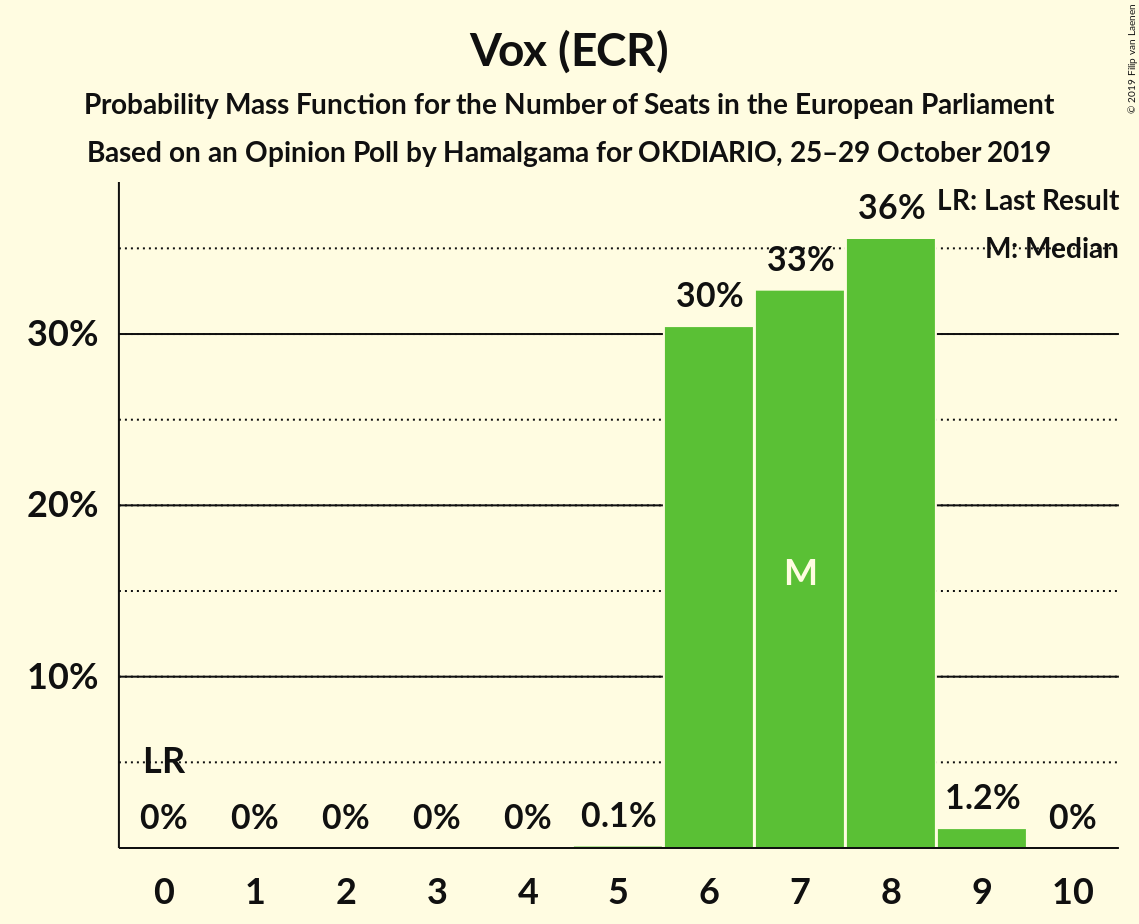 Vox (ECR)
Probability Mass Function for the Number of Seats in the European Parliament
Based on an Opinion Poll by Hamalgama for OKDIARIO, 25–29 October 2019
© 2019 Filip van Laenen
LR: Last Result
M: Median
36%
33%
30%
30%
20%
10%
M
LR
0%
0%
0%
0%
0%
0.1%
1.2%
0%
0 1 2 3 4 5 6 7 8 9 10